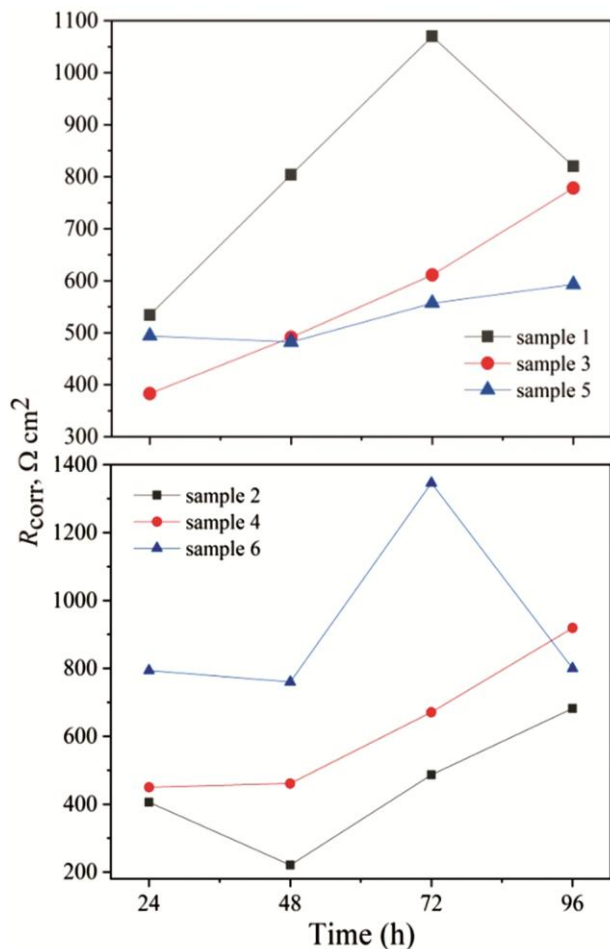 1100
1000
900
800
700
600
500
400
300
sample 1
sample 3
sample 5
R_corr, Ω cm²
1400
1200
1000
800
600
400
200
sample 2
sample 4
sample 6
24 48 72 96
Time (h)